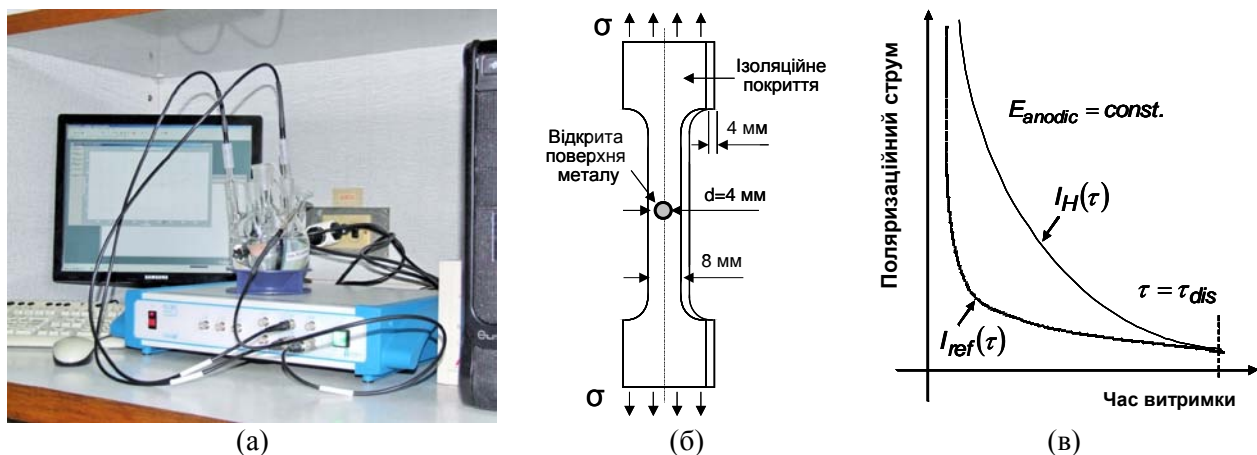 SAMSUNG
(а)
σ
Ізоляційне
покриття
4 мм
Відкрита
поверхня
металу
d=4 мм
8 мм
σ
(б)
Поляризаційний струм
E_anodic = const.
I_H(τ)
τ = τ_dis
I_ref(τ)
Час витримки
(в)